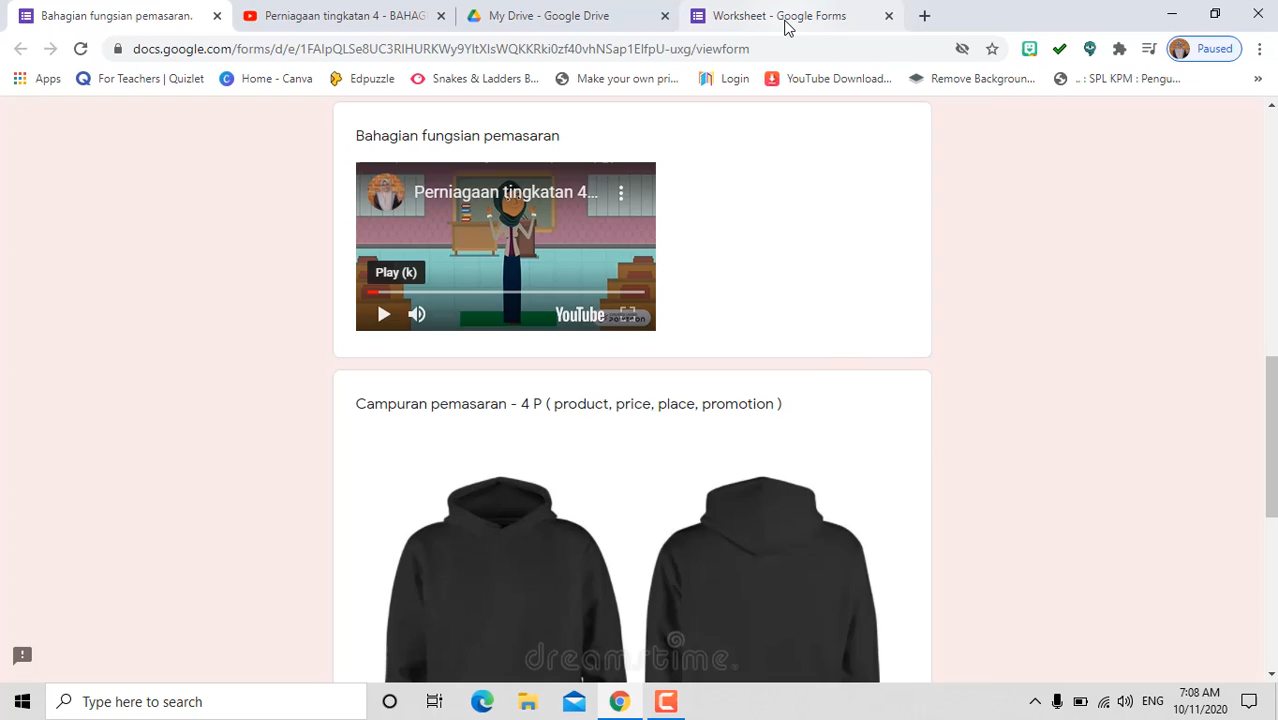 Bahagian fungsian pemasaran.
Perniagaan tingkatan 4 - BAHAG
My Drive - Google Drive
Worksheet - Google Forms
docs.google.com/forms/d/e/1FAIpQLSe8UC3RIHURKWy9YItXIsWQKKRki0zf40vhNSap1ElfpU-uxg/viewform
Paused
Apps
For Teachers | Quizlet
Home - Canva
Edpuzzle
Snakes & Ladders B...
Make your own pri...
Login
YouTube Download...
Remove Backgroun...
.: SPL KPM : Pengu...
»
Bahagian fungsian pemasaran
Perniagaan tingkatan 4...
Play (k)
YouTube
Campuran pemasaran - 4 P ( product, price, place, promotion )
dreamstime.
Type here to search
ENG
7:08 AM
10/11/2020